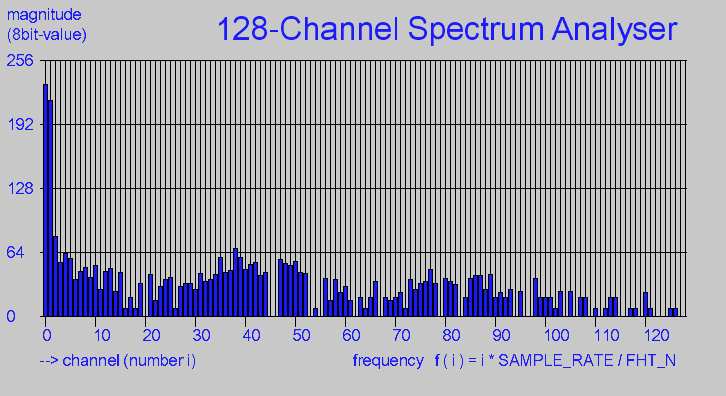 magnitude
(8bit-value)
128-Channel Spectrum Analyser
256
192
128
64
0
0 10 20 30 40 50 60 70 80 90 100 110 120
--> channel (number i) frequency f ( i ) = i * SAMPLE_RATE / FHT_N